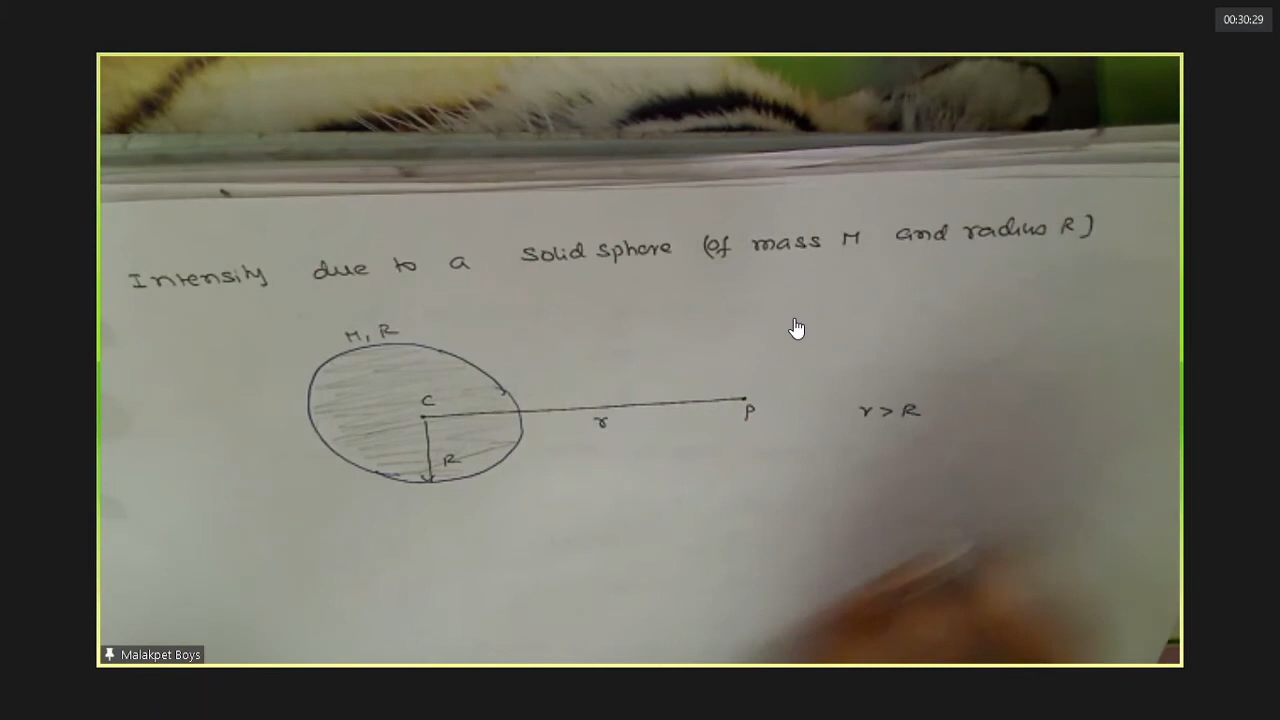 00:30:29
Intensity due to a Solid Sphere (of mass M and radius R)
M, R
C
r
P
r > R
R
Malakpet Boys